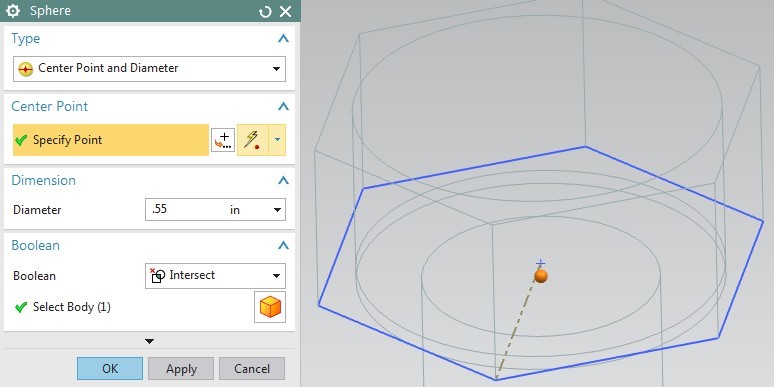 Sphere
Type
Center Point and Diameter
Center Point
Specify Point
Dimension
Diameter .55 in
Boolean
Boolean Intersect
Select Body (1)
OK Apply Cancel